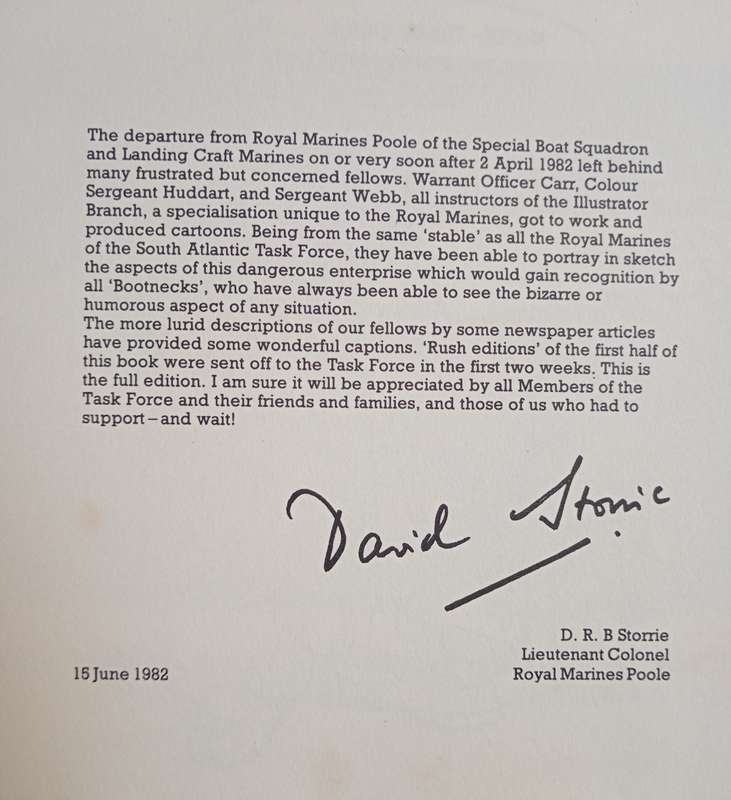 The departure from Royal Marines Poole of the Special Boat Squadron
and Landing Craft Marines on or very soon after 2 April 1982 left behind
many frustrated but concerned fellows. Warrant Officer Carr, Colour
Sergeant Huddart, and Sergeant Webb, all instructors of the Illustrator
Branch, a specialisation unique to the Royal Marines, got to work and
produced cartoons. Being from the same ‘stable’ as all the Royal Marines
of the South Atlantic Task Force, they have been able to portray in sketch
the aspects of this dangerous enterprise which would gain recognition by
all ‘Bootnecks’, who have always been able to see the bizarre or
humorous aspect of any situation.
The more lurid descriptions of our fellows by some newspaper articles
have provided some wonderful captions. ‘Rush editions’ of the first half of
this book were sent off to the Task Force in the first two weeks. This is
the full edition. I am sure it will be appreciated by all Members of the
Task Force and their friends and families, and those of us who had to
support – and wait!
David Storrie
D. R. B Storrie
Lieutenant Colonel
15 June 1982 Royal Marines Poole